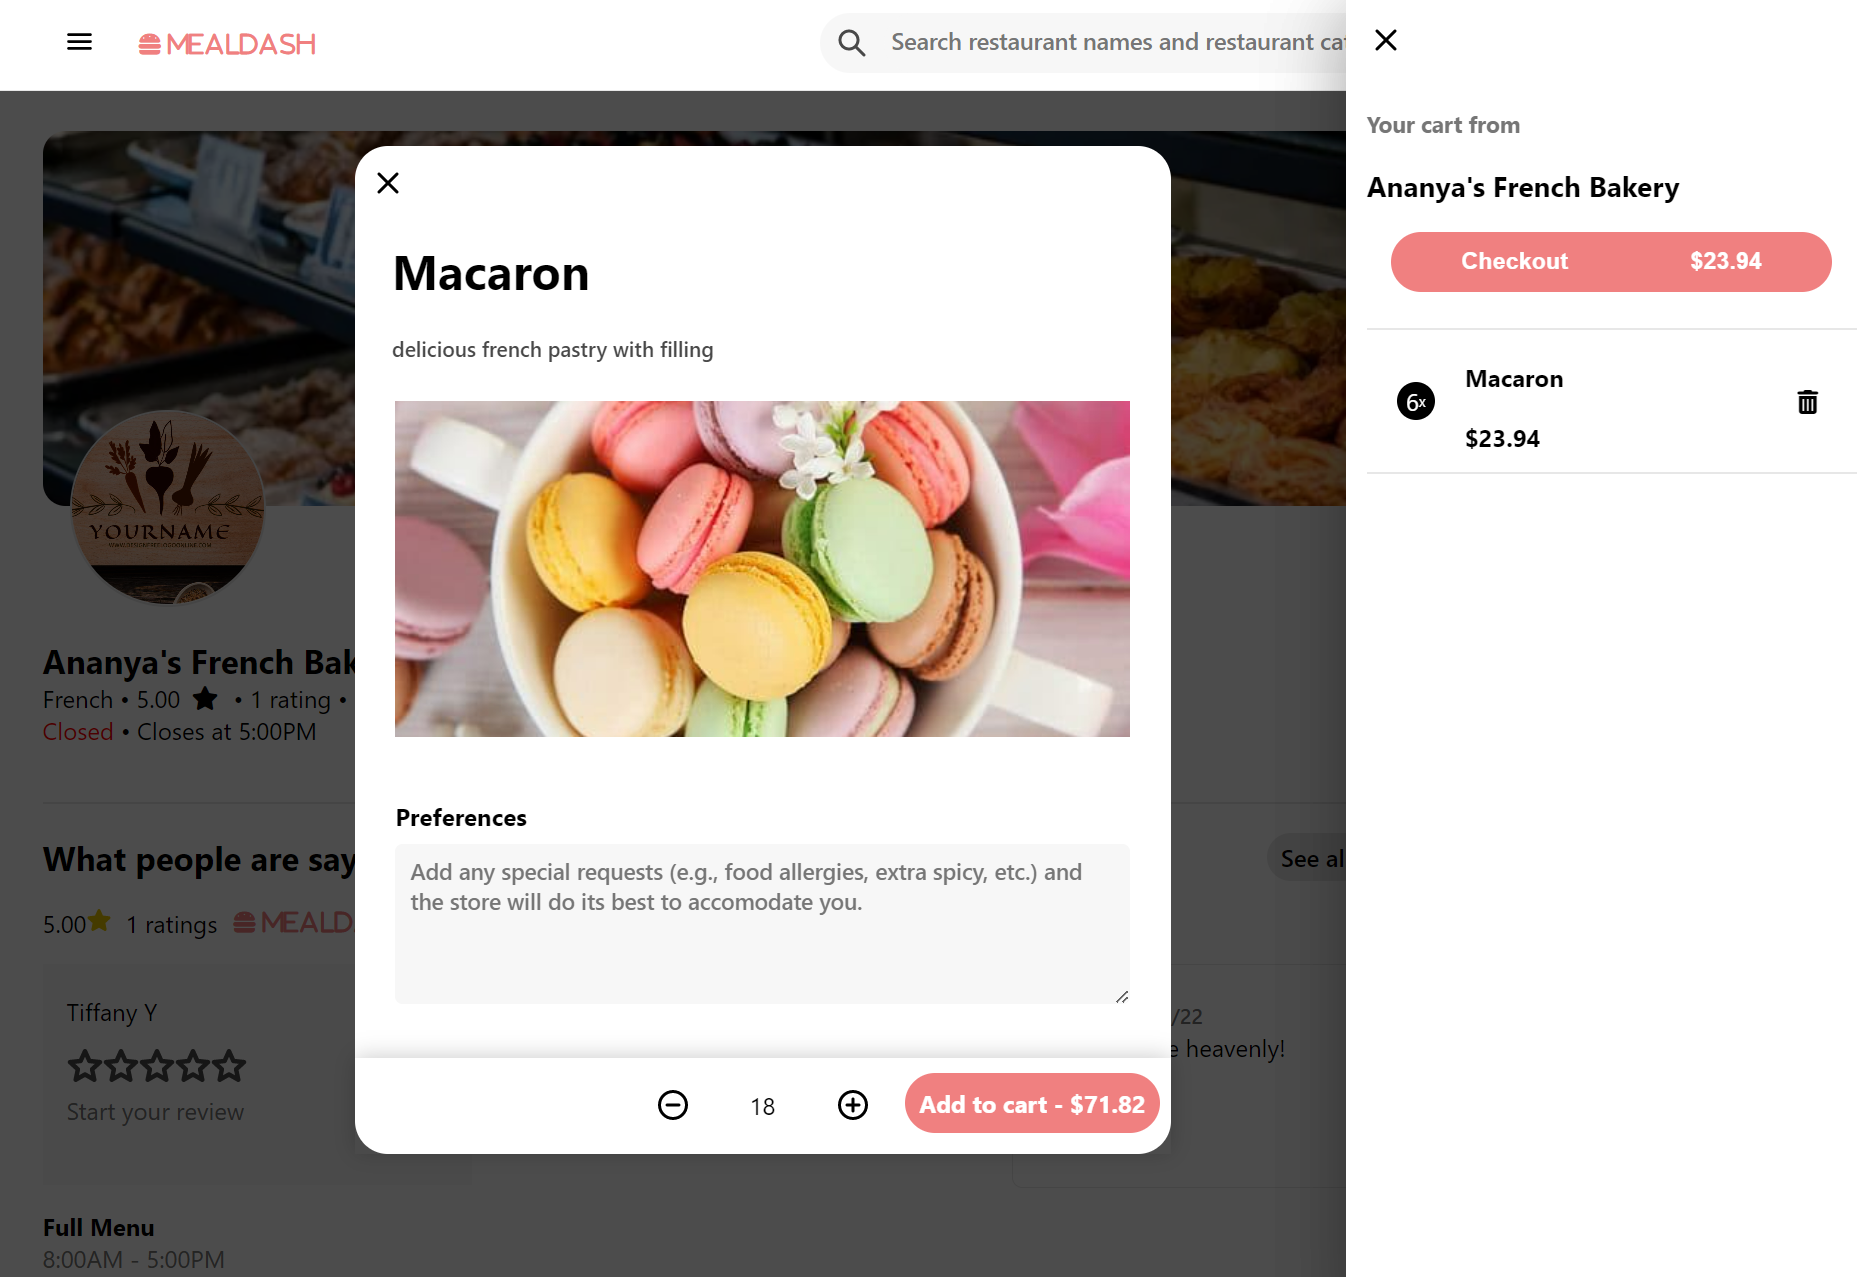 MEALDASH
Search restaurant names and restaurant cat
Your cart from
Ananya's French Bakery
Checkout $23.94
6x Macaron
$23.94
Macaron
delicious french pastry with filling
Preferences
Add any special requests (e.g., food allergies, extra spicy, etc.) and
the store will do its best to accomodate you.
18
Add to cart - $71.82
YOURNAME
Ananya's French Bak
French • 5.00 • 1 rating •
Closed • Closes at 5:00PM
What people are say
See al
5.00 1 ratings MEALD
Tiffany Y
Start your review
/22
e heavenly!
Full Menu
8:00AM - 5:00PM